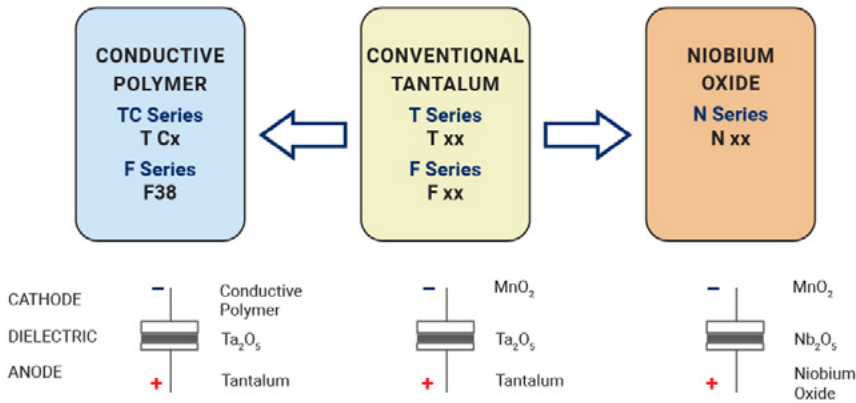 CONDUCTIVE
POLYMER
TC Series
T Cx
F Series
F38
CONVENTIONAL
TANTALUM
T Series
T xx
F Series
F xx
NIOBIUM
OXIDE
N Series
N xx
CATHODE
DIELECTRIC
ANODE
−
Conductive
Polymer
Ta₂O₅
+
Tantalum
−
MnO₂
Ta₂O₅
+
Tantalum
−
MnO₂
Nb₂O₅
+
Niobium
Oxide